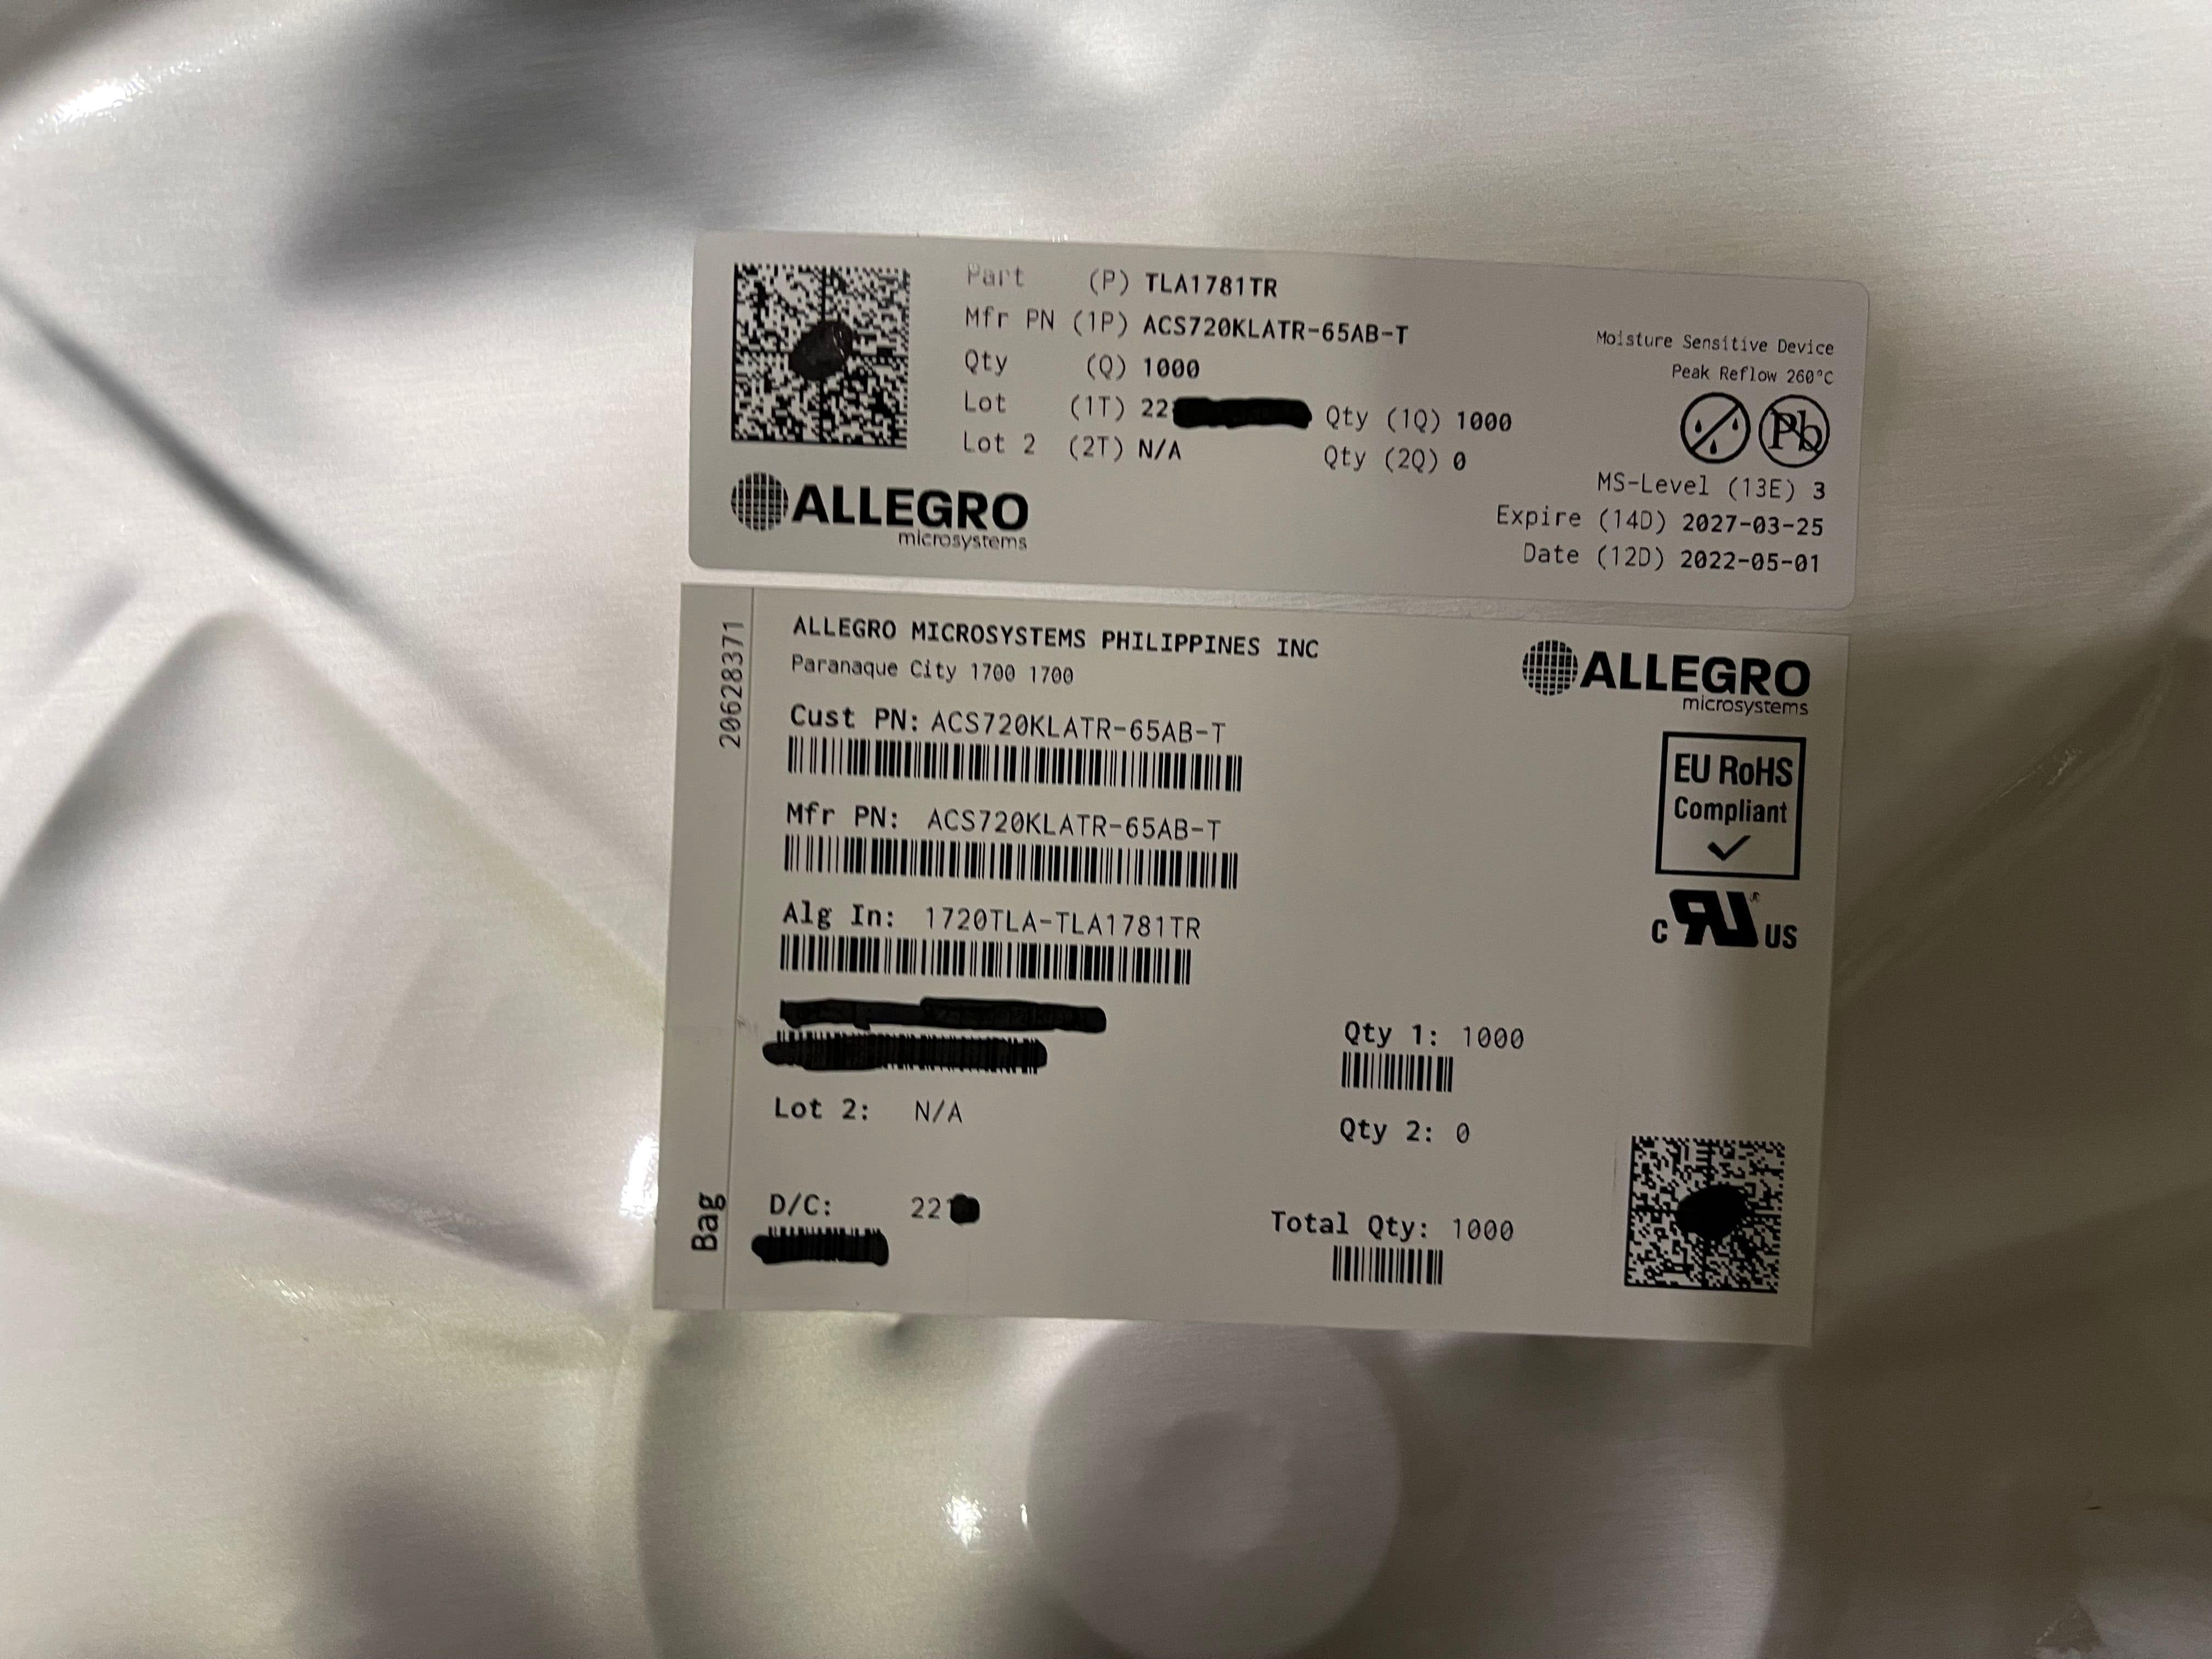 Part (P) TLA1781TR
Mfr PN (1P) ACS720KLATR-65AB-T
Qty (Q) 1000
Lot (1T) 22 Qty (1Q) 1000
Lot 2 (2T) N/A Qty (2Q) 0
ALLEGRO
microsystems
Moisture Sensitive Device
Peak Reflow 260°C
Pb
MS-Level (13E) 3
Expire (14D) 2027-03-25
Date (12D) 2022-05-01
20628371
Bag
ALLEGRO MICROSYSTEMS PHILIPPINES INC
Paranaque City 1700 1700
ALLEGRO
microsystems
Cust PN: ACS720KLATR-65AB-T
Mfr PN: ACS720KLATR-65AB-T
Alg In: 1720TLA-TLA1781TR
EU RoHS
Compliant
C RU ® US
Qty 1: 1000
Lot 2: N/A
Qty 2: 0
D/C: 22
Total Qty: 1000